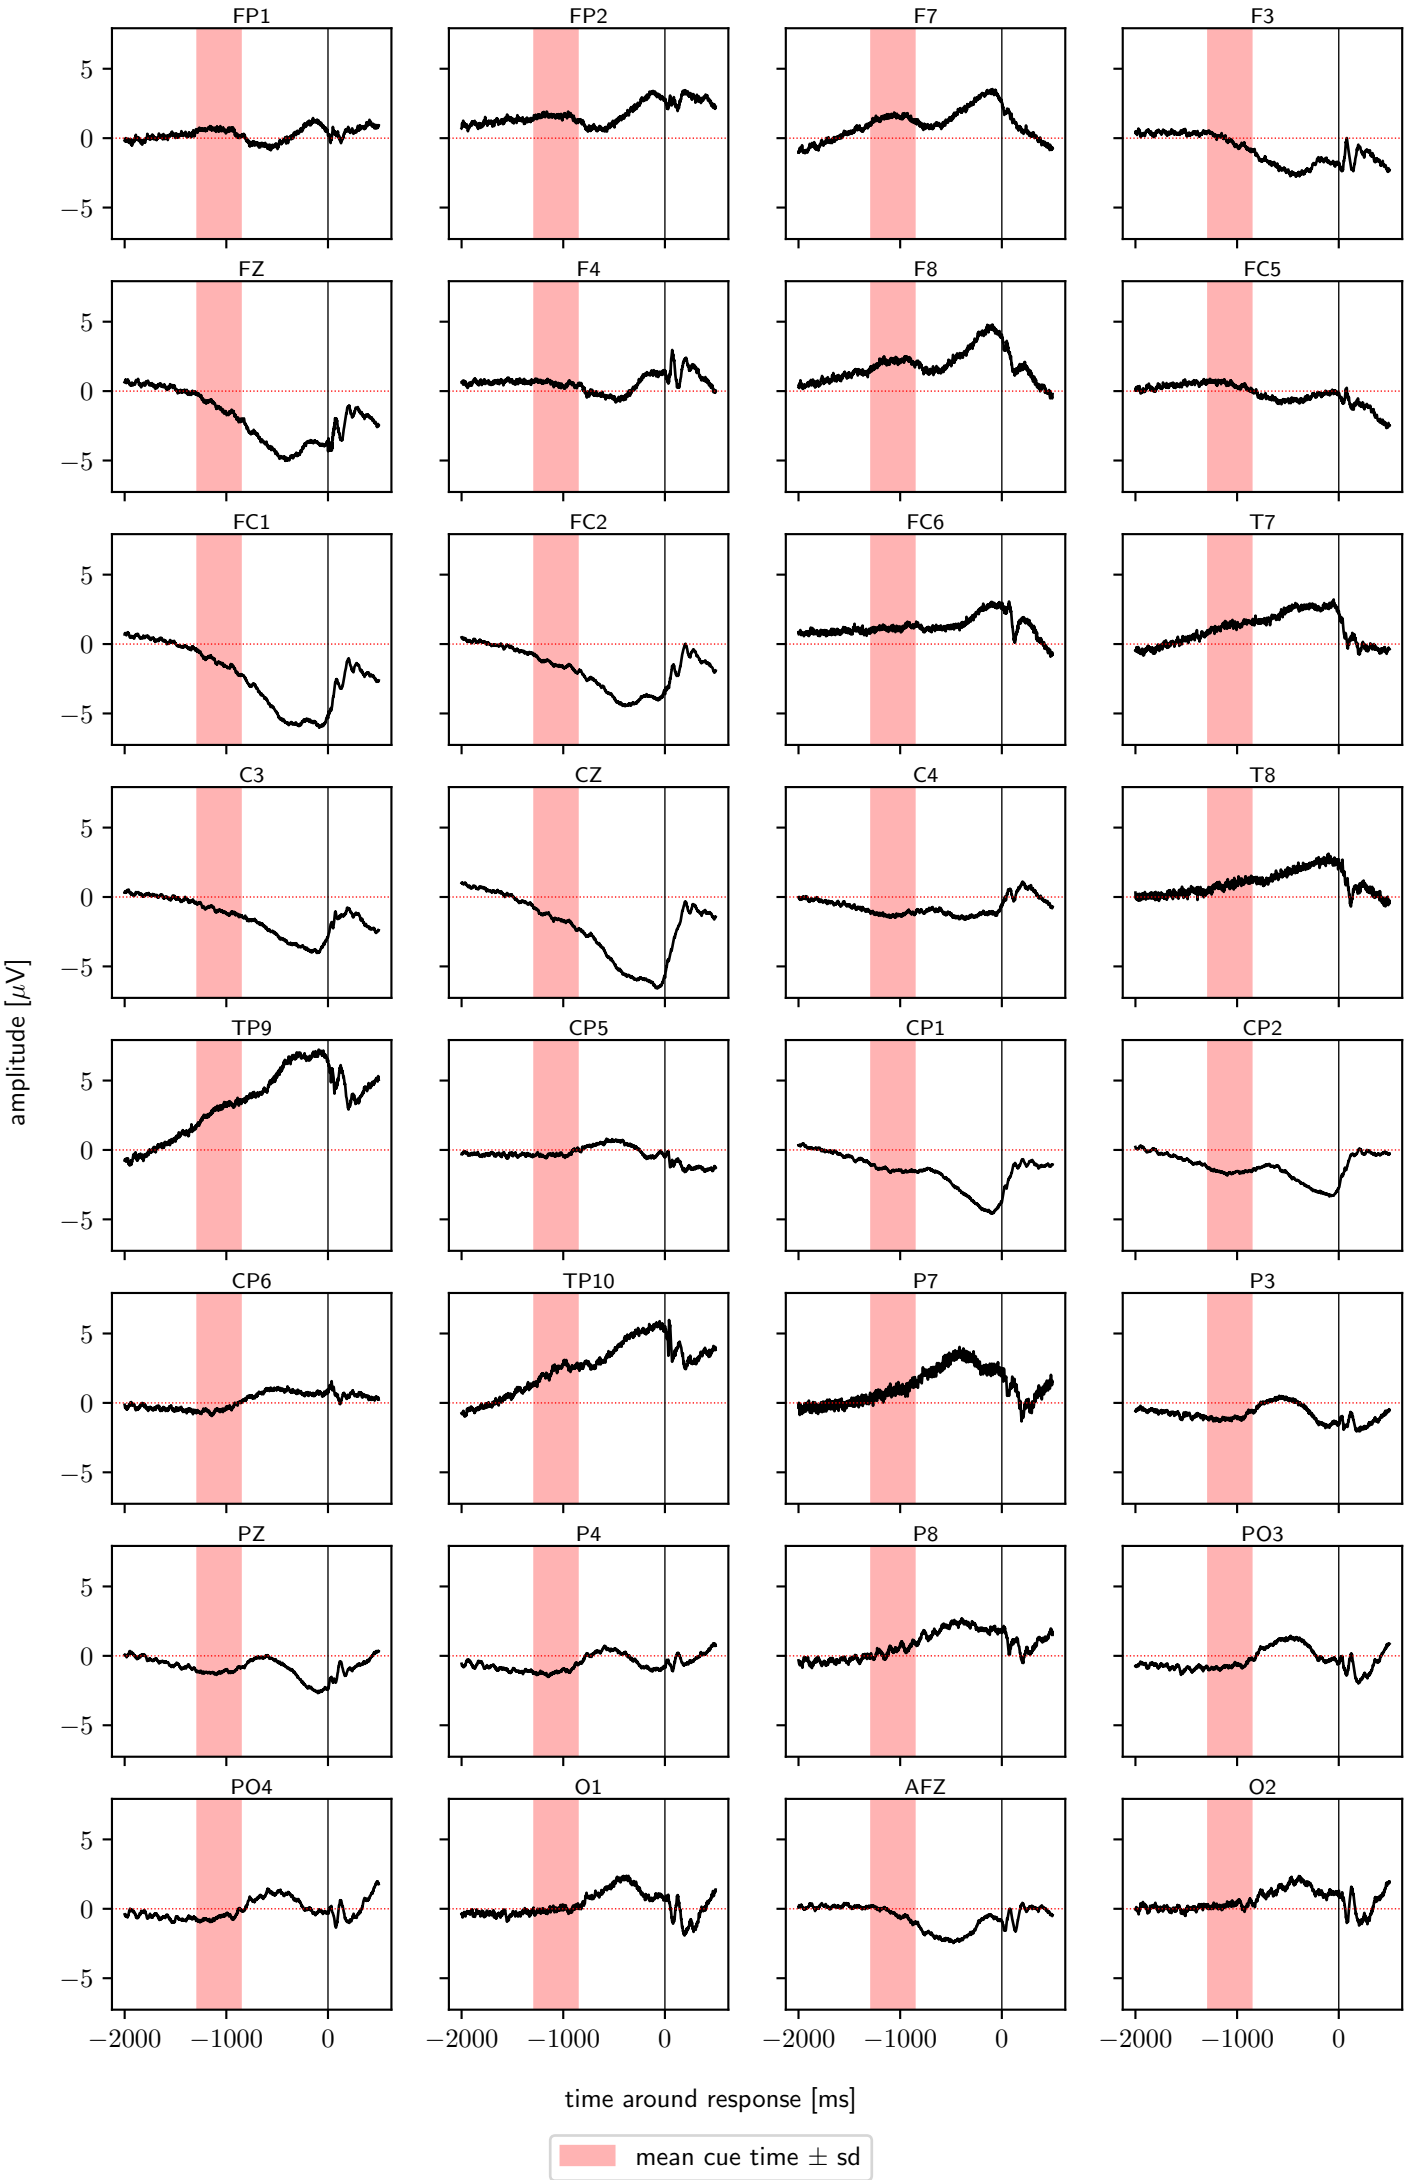 FP1 FP2 F7 F3
5
0
−5
FZ F4 F8 FC5
5
0
−5
FC1 FC2 FC6 T7
5
0
−5
C3 CZ C4 T8
5
0
−5
amplitude [μV]
TP9 CP5 CP1 CP2
5
0
−5
CP6 TP10 P7 P3
5
0
−5
PZ P4 P8 PO3
5
0
−5
PO4 O1 AFZ O2
5
0
−5
−2000 −1000 0 −2000 −1000 0 −2000 −1000 0 −2000 −1000 0
time around response [ms]
mean cue time ± sd